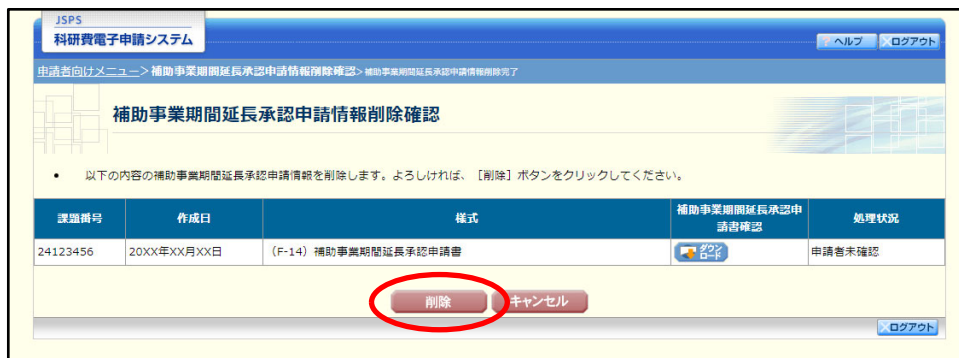 JSPS
科研費電子申請システム
ヘルプ ログアウト
申請者向けメニュー>補助事業期間延長承認申請情報削除確認>補助事業期間延長承認申請情報削除完了
補助事業期間延長承認申請情報削除確認
• 以下の内容の補助事業期間延長承認申請情報を削除します。よろしければ、［削除］ボタンをクリックしてください。
課題番号 作成日 様式 補助事業期間延長承認申
請書確認 処理状況
24123456 20XX年XX月XX日 （F-14）補助事業期間延長承認申請書 ダウン
ロード 申請者未確認
削除 キャンセル
ログアウト